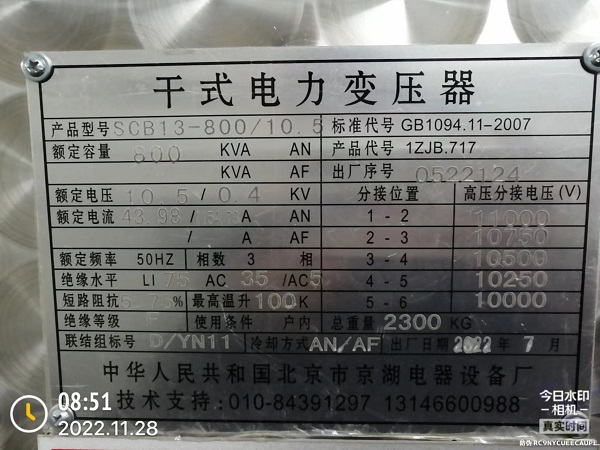 干式电力变压器
产品型号 SCB13-800/10.5 标准代号 GB1094.11-2007
额定容量 800 KVA AN 产品代号 1ZJB.717
KVA AF 出厂序号 0522124
额定电压 10.5 / 0.4 KV 分接位置 高压分接电压(V)
额定电流 43.98 / A AN 1-2 11000
/ A AF 2-3 10750
额定频率 50HZ 相数 3 相 3-4 10500
绝缘水平 LI 75 AC 35 /AC5 4-5 10250
短路阻抗 % 最高温升 100K 5-6 10000
绝缘等级 F 使用条件 户内 总重量 2300 KG
联结组标号 D/YN11 冷却方式 AN/AF 出厂日期 2022 年 7 月
中华人民共和国北京市京湖电器设备厂
技术支持:010-84391297 13146600988
08:51
2022.11.28
今日水印
相机
真实时间
防伪 RC9NYCUEECAUPL